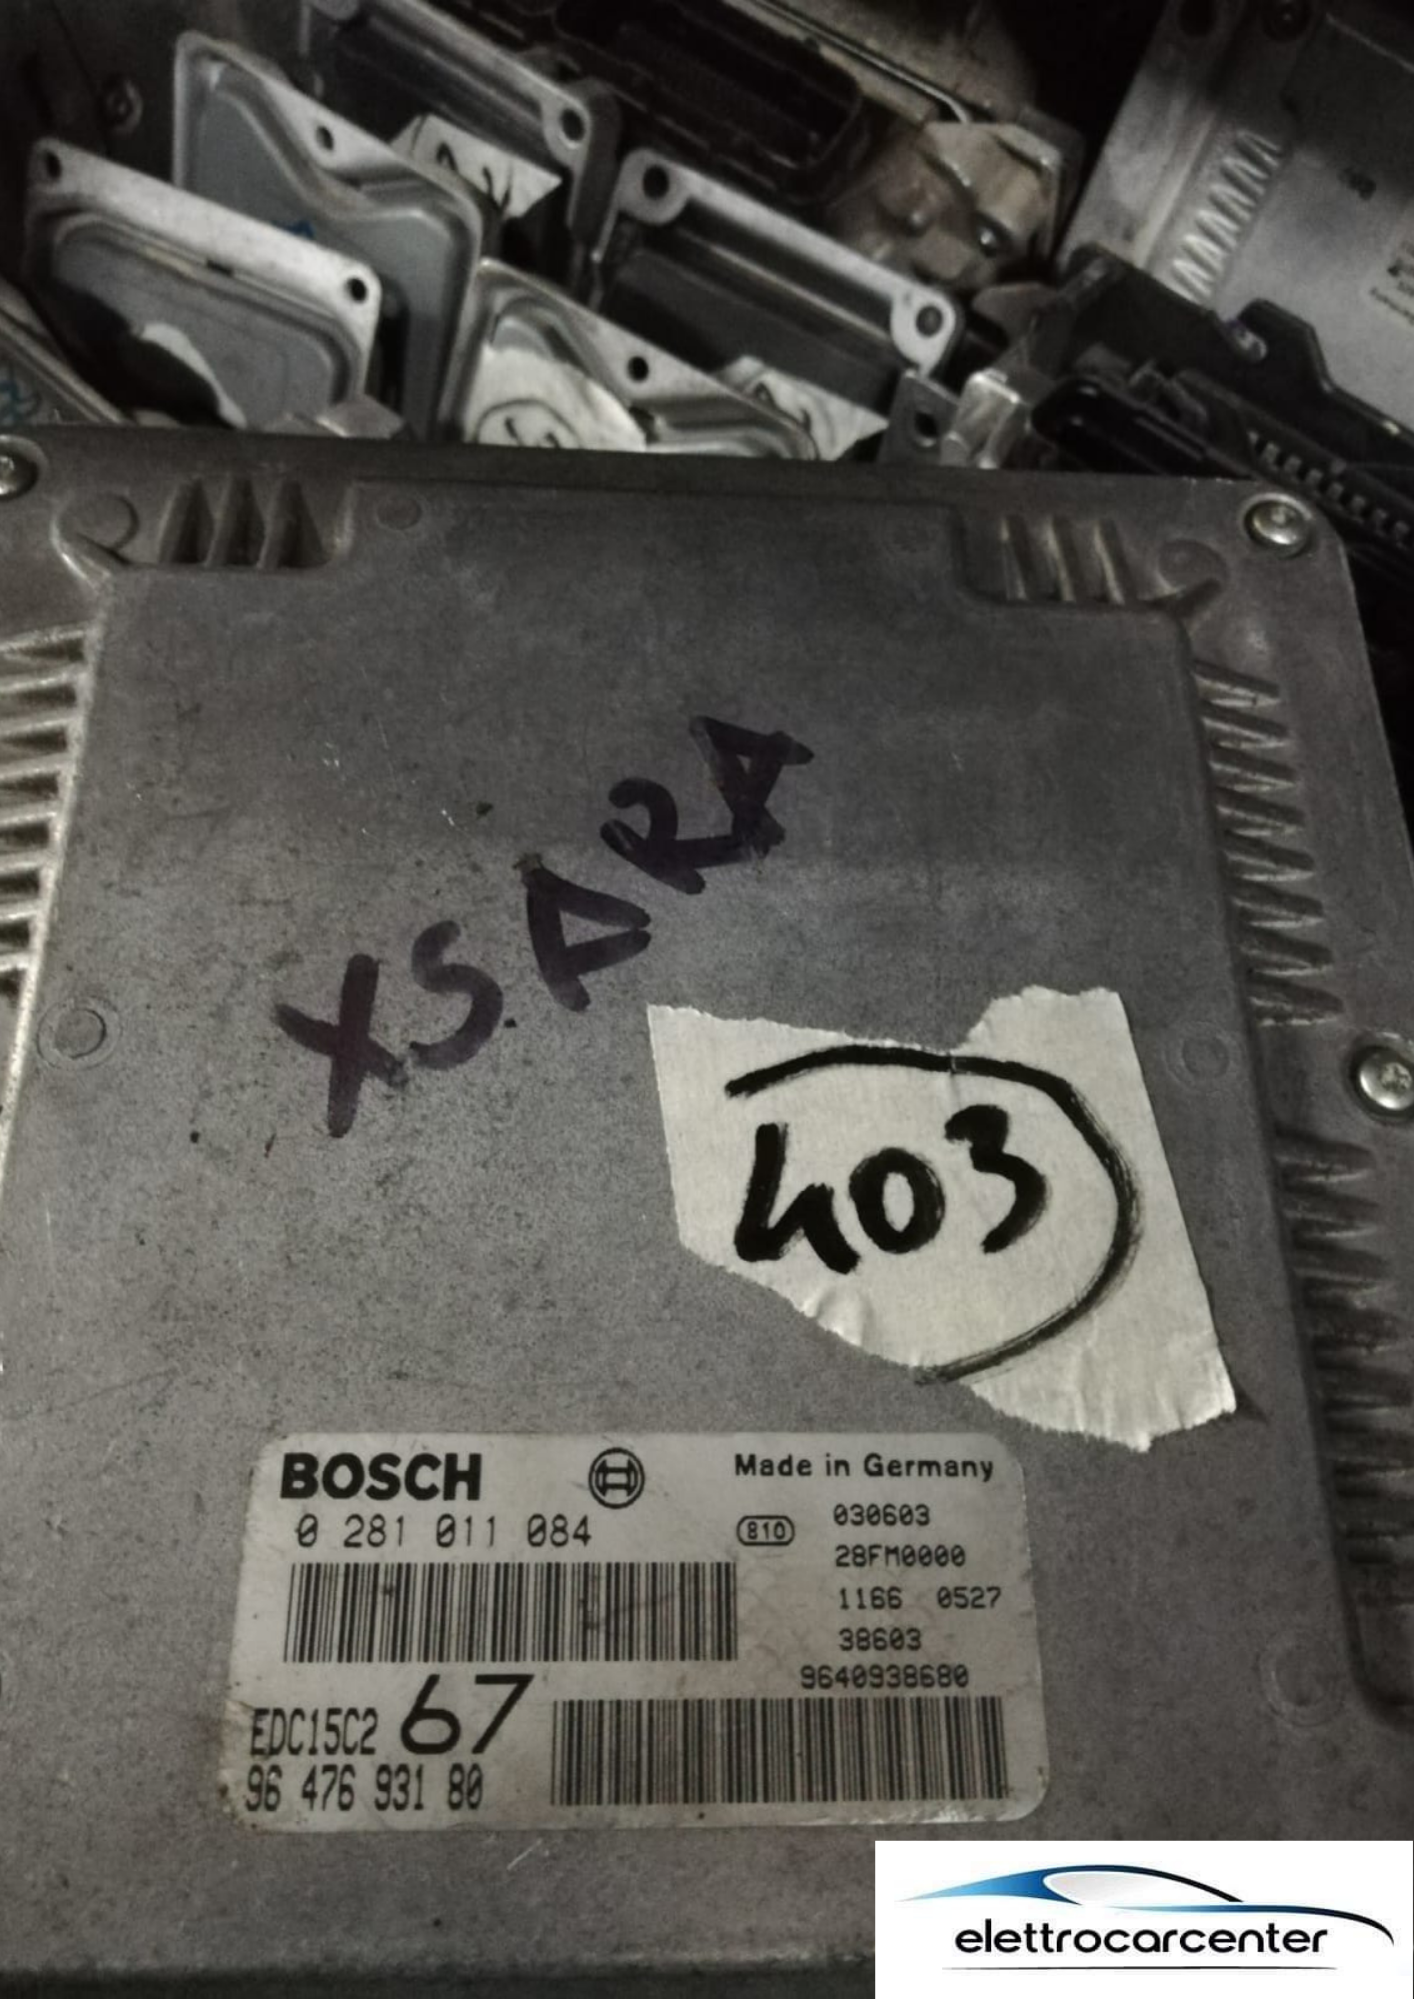 XSARA
403
BOSCH
Made in Germany
0 281 011 084
810
030603
28FM0000
1166 0527
38603
9640938680
EDC15C2 67
96 476 931 80
elettrocarcenter